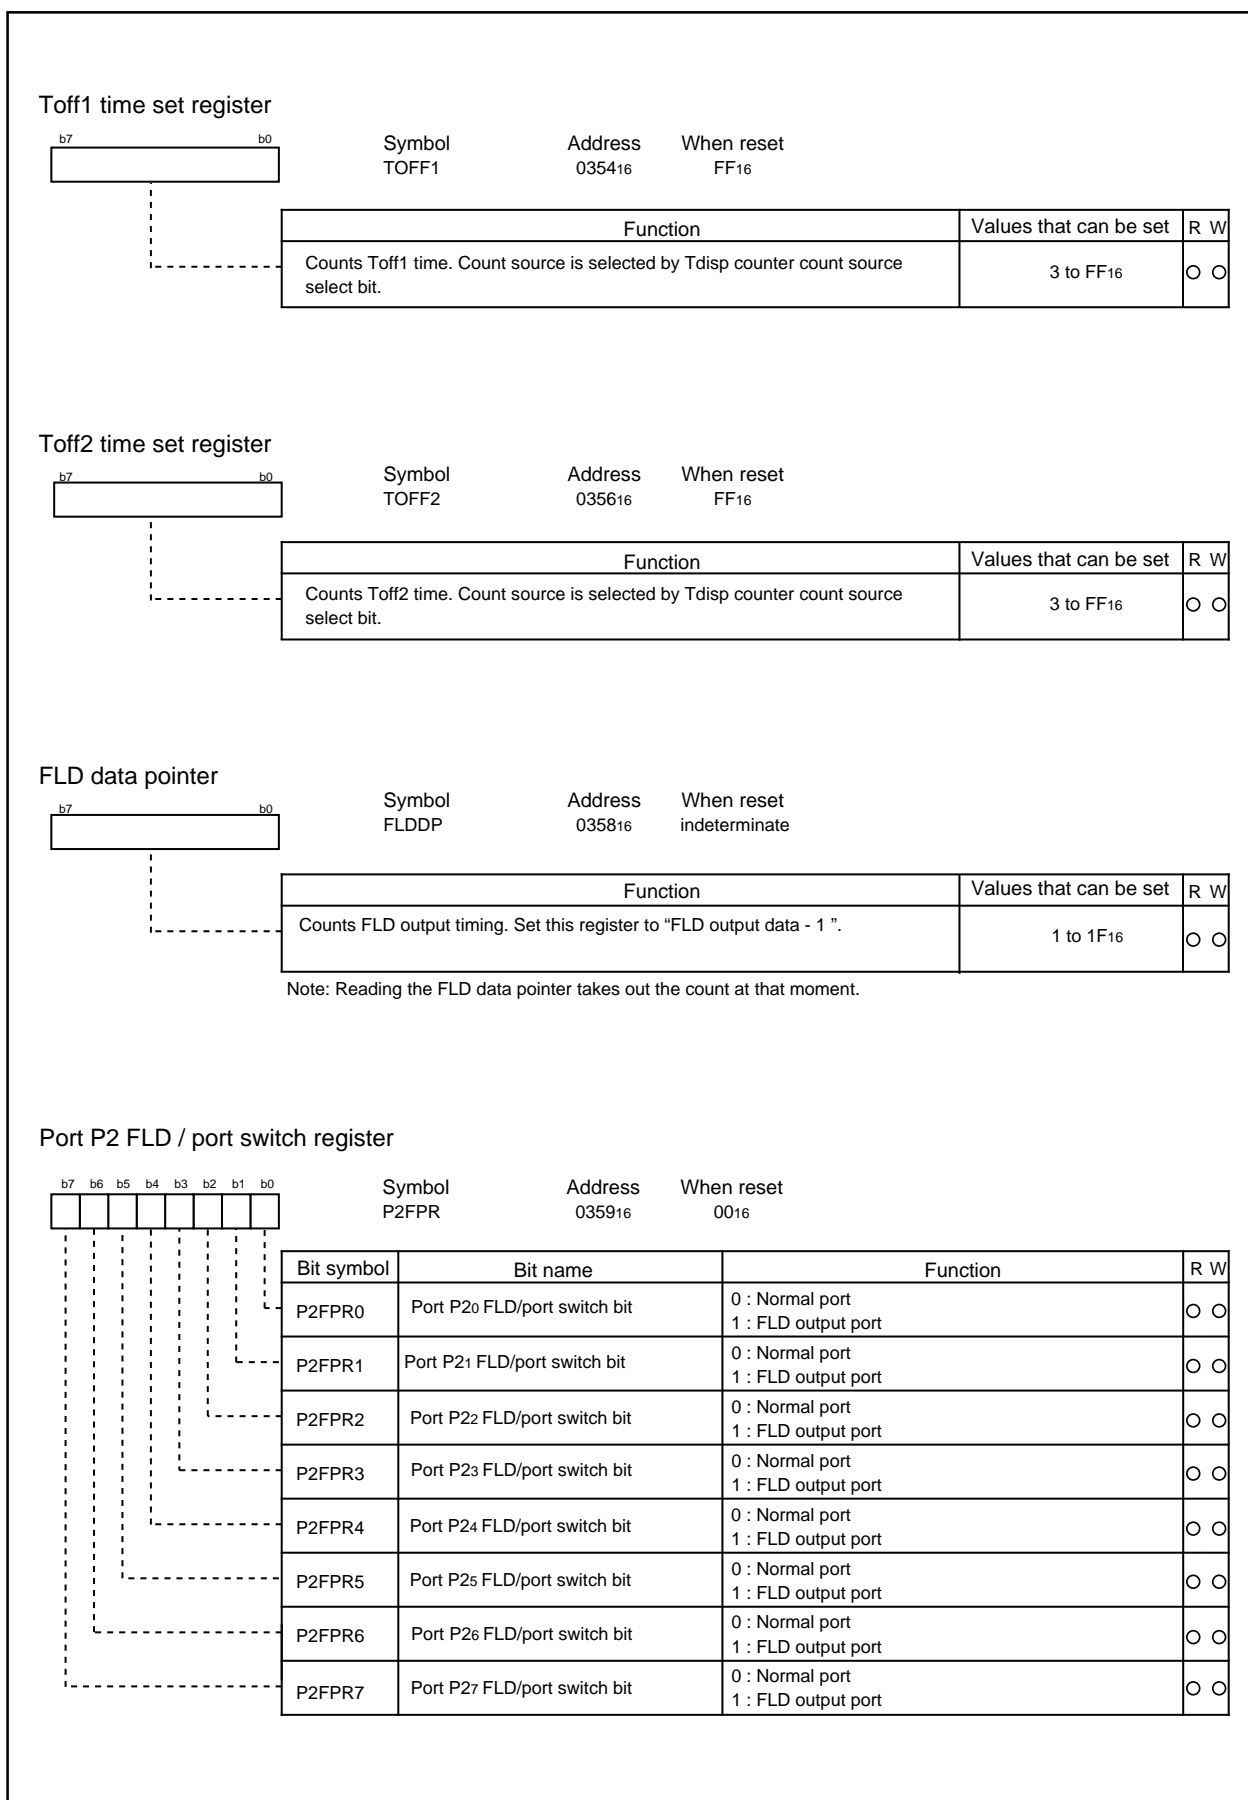 Toff1 time set register
b7 b0
Symbol Address When reset
TOFF1 035416 FF16
Function Values that can be set R W
Counts Toff1 time. Count source is selected by Tdisp counter count source
select bit.
3 to FF16
Toff2 time set register
b7 b0
Symbol Address When reset
TOFF2 035616 FF16
Function Values that can be set R W
Counts Toff2 time. Count source is selected by Tdisp counter count source
select bit.
3 to FF16
FLD data pointer
b7 b0
Symbol Address When reset
FLDDP 035816 indeterminate
Function Values that can be set R W
Counts FLD output timing. Set this register to “FLD output data - 1 ”.
1 to 1F16
Note: Reading the FLD data pointer takes out the count at that moment.
Port P2 FLD / port switch register
b7 b6 b5 b4 b3 b2 b1 b0
Symbol Address When reset
P2FPR 035916 0016
Bit symbol Bit name Function R W
P2FPR0 Port P20 FLD/port switch bit 0 : Normal port
1 : FLD output port
P2FPR1 Port P21 FLD/port switch bit 0 : Normal port
1 : FLD output port
P2FPR2 Port P22 FLD/port switch bit 0 : Normal port
1 : FLD output port
P2FPR3 Port P23 FLD/port switch bit 0 : Normal port
1 : FLD output port
P2FPR4 Port P24 FLD/port switch bit 0 : Normal port
1 : FLD output port
P2FPR5 Port P25 FLD/port switch bit 0 : Normal port
1 : FLD output port
P2FPR6 Port P26 FLD/port switch bit 0 : Normal port
1 : FLD output port
P2FPR7 Port P27 FLD/port switch bit 0 : Normal port
1 : FLD output port